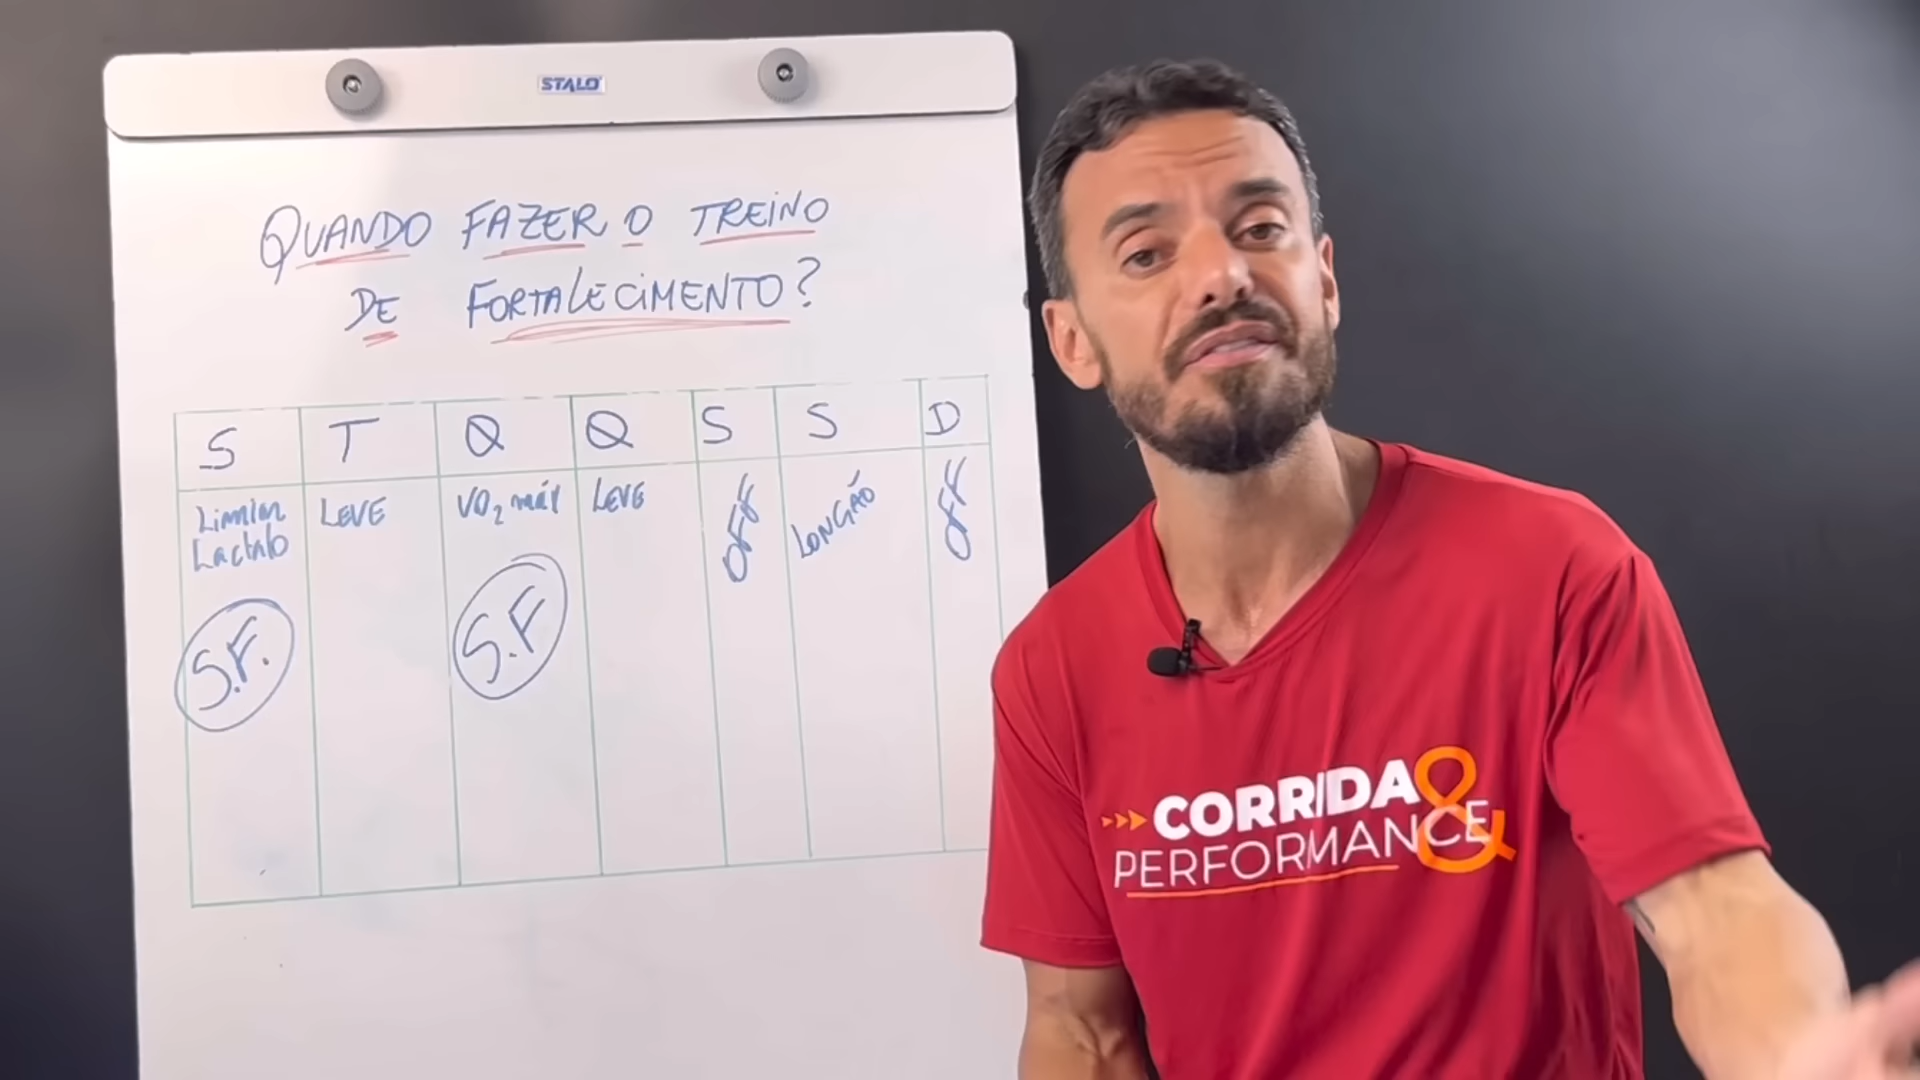 STALO
QUANDO FAZER O TREINO
DE FORTALECIMENTO?
S T Q Q S S D
Limiar LEVE VO₂ máx LEVE OFF LONGÃO OFF
Lactato
S.F. S.F
CORRIDA &
PERFORMANCE